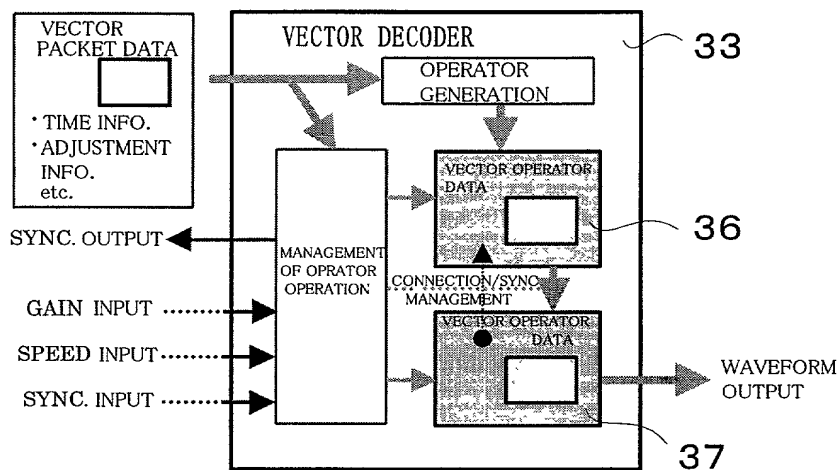 VECTOR
PACKET DATA
・TIME INFO.
・ADJUSTMENT
INFO.
etc.
VECTOR DECODER
33
OPERATOR
GENERATION
VECTOR OPERATOR
DATA
36
SYNC. OUTPUT
MANAGEMENT
OF OPRATOR
OPERATION
CONNECTION/SYNC.
MANAGEMENT
GAIN INPUT
SPEED INPUT
SYNC. INPUT
VECTOR OPERATOR
DATA
WAVEFORM
OUTPUT
37